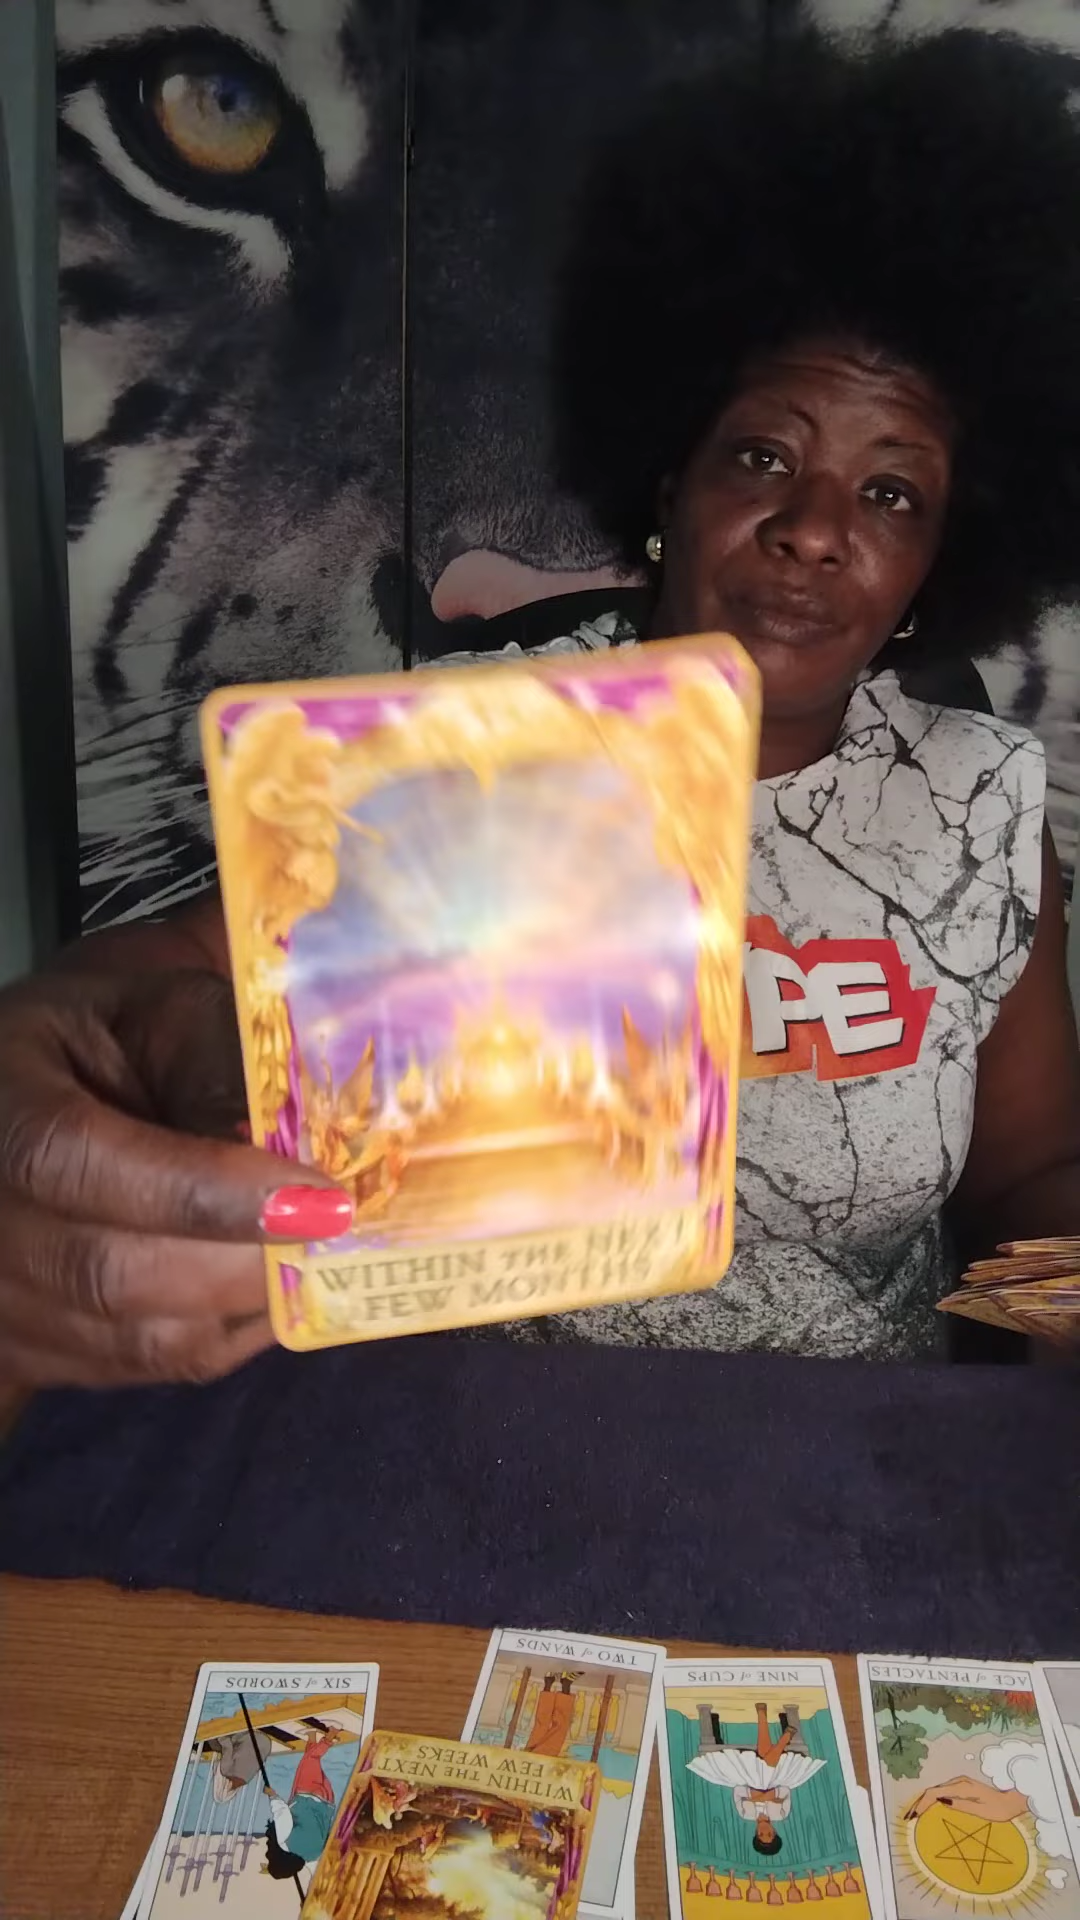 PE
WITHIN THE NEXT
FEW MONTHS
SIX of SWORDS
TWO of WANDS
NINE of CUPS
ACE of PENTACLES
WITHIN THE NEXT
FEW WEEKS